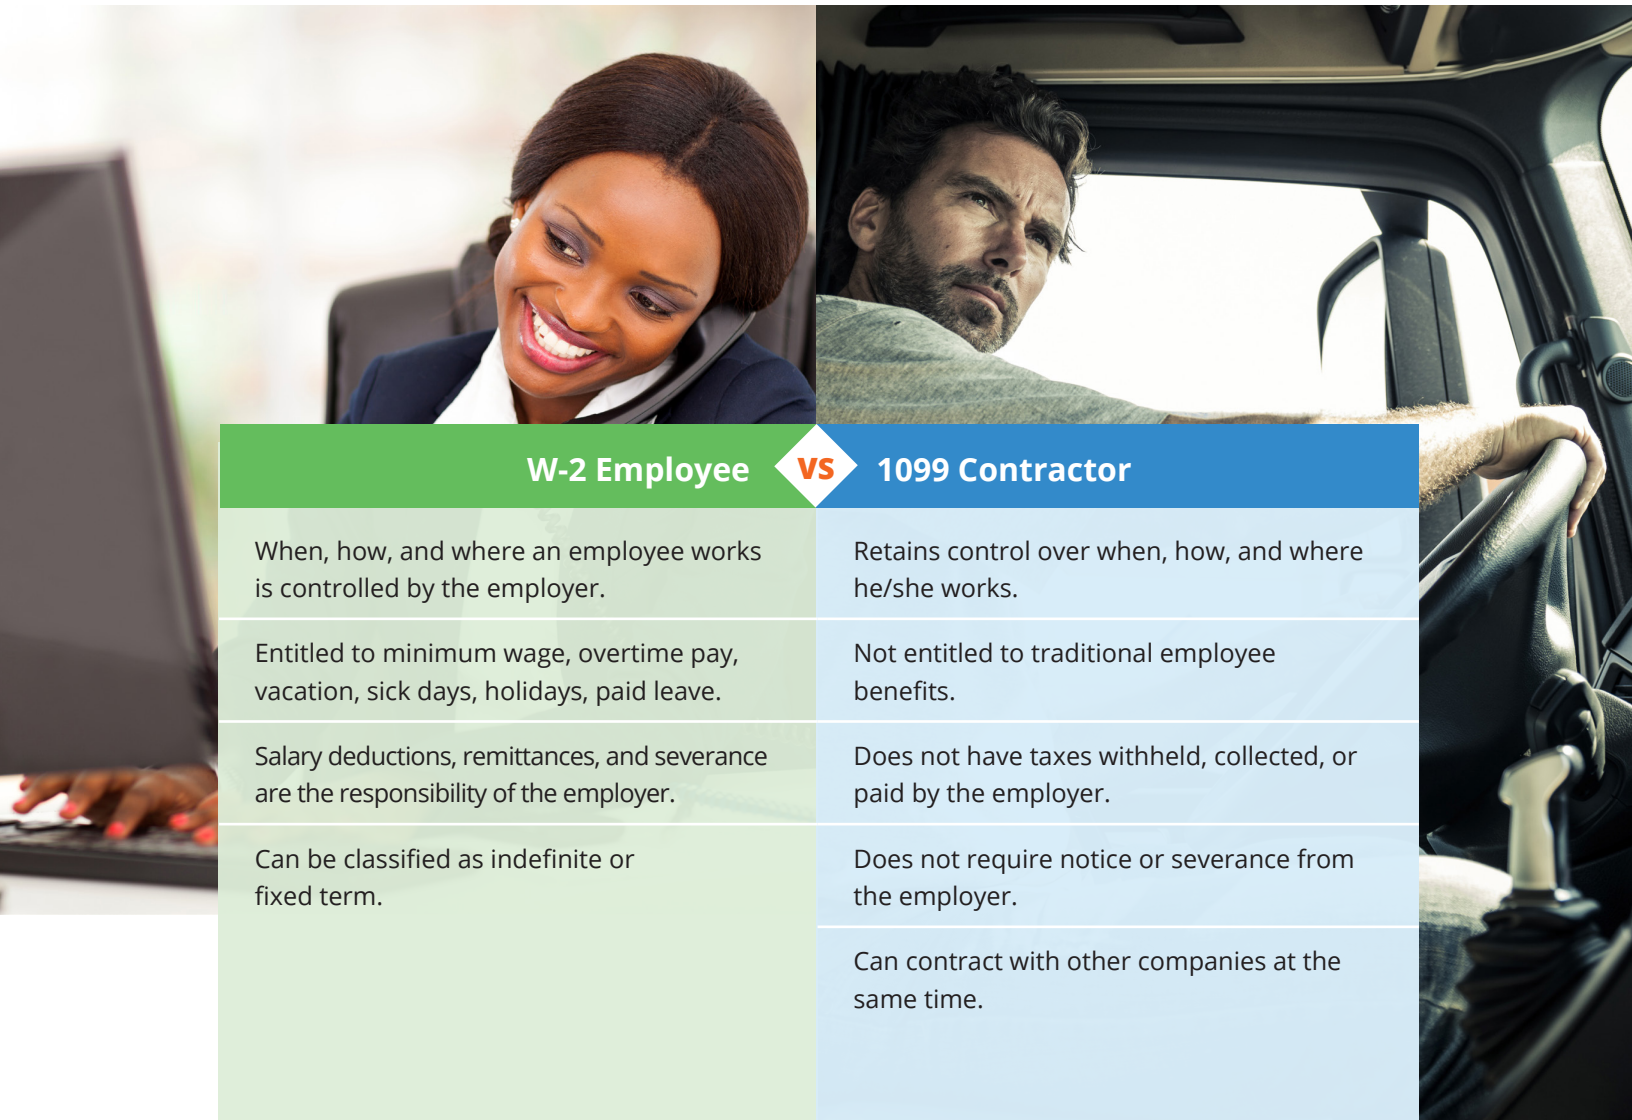 W-2 Employee VS 1099 Contractor
When, how, and where an employee works
is controlled by the employer.
Entitled to minimum wage, overtime pay,
vacation, sick days, holidays, paid leave.
Salary deductions, remittances, and severance
are the responsibility of the employer.
Can be classified as indefinite or
fixed term.
Retains control over when, how, and where
he/she works.
Not entitled to traditional employee
benefits.
Does not have taxes withheld, collected, or
paid by the employer.
Does not require notice or severance from
the employer.
Can contract with other companies at the
same time.